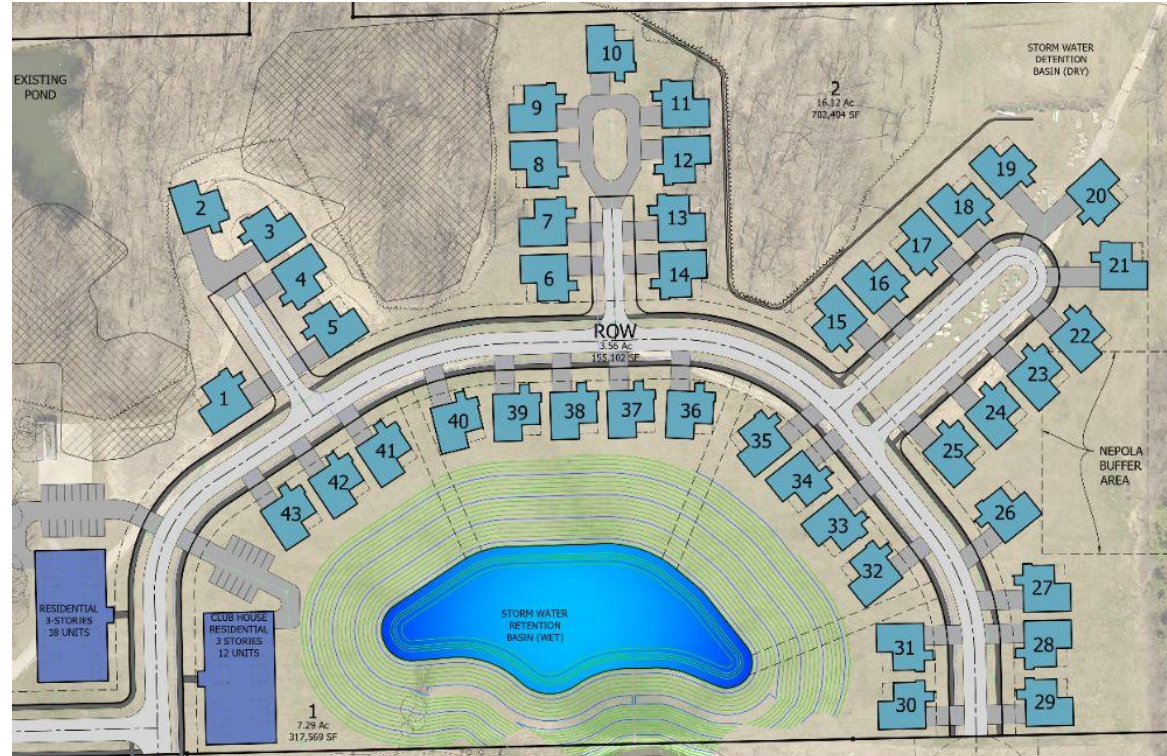 EXISTING
POND
10
2
16.12 Ac
702,404 SF
STORM WATER
DETENTION
BASIN (DRY)
9
11
8
12
7
13
6
14
2
3
4
5
1
19
20
18
17
16
15
21
22
23
24
25
NEPOLA
BUFFER
AREA
ROW
3.56 Ac
155,102 SF
40
39
38
37
36
41
42
43
35
34
33
32
26
27
28
29
31
30
RESIDENTIAL
3-STORIES
18 UNITS
CLUB HOUSE
RESIDENTIAL
3 STORIES
12 UNITS
STORM WATER
RETENTION
BASIN (WET)
1
7.29 Ac
317,569 SF